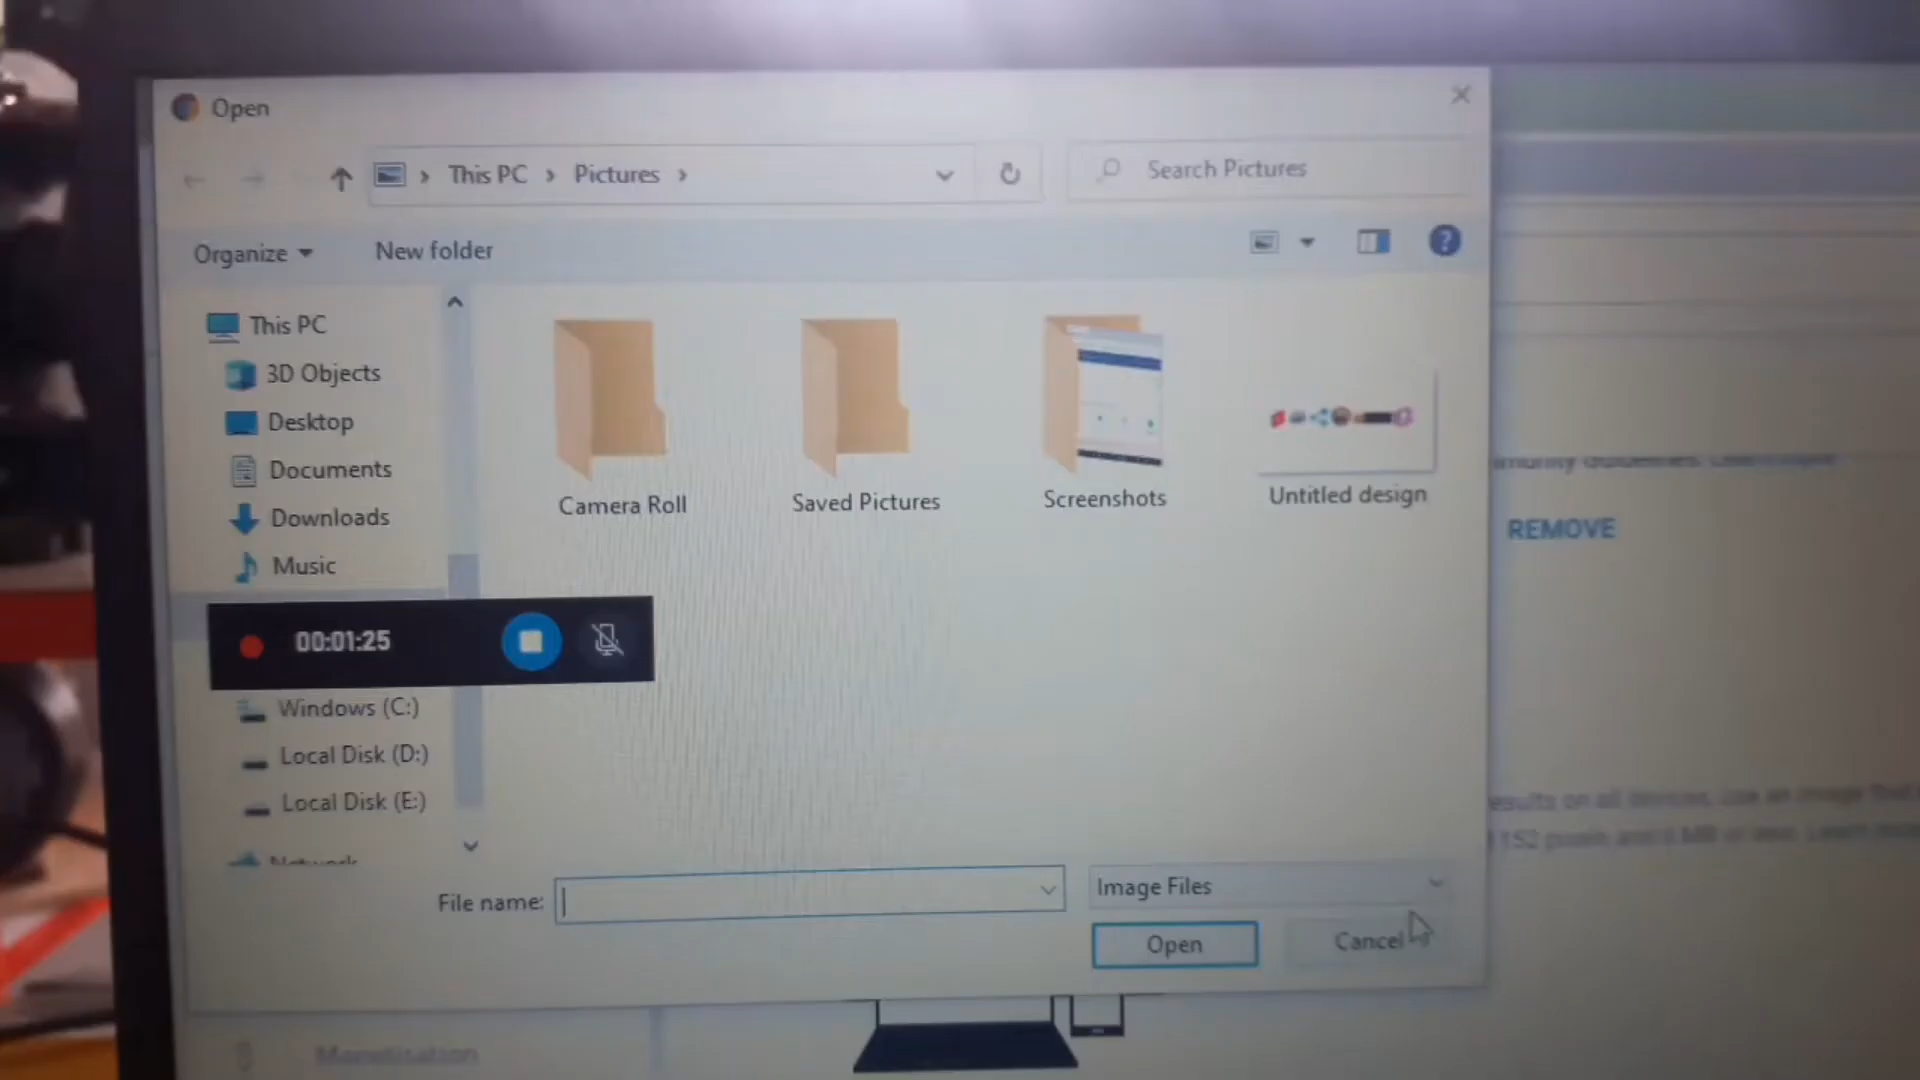 Open
This PC > Pictures >
Search Pictures
Organize
New folder
This PC
3D Objects
Desktop
Documents
Downloads
Music
00:01:25
Windows (C:)
Local Disk (D:)
Local Disk (E:)
Network
Camera Roll
Saved Pictures
Screenshots
Untitled design
REMOVE
File name:
Image Files
Open
Cancel
Monetisation